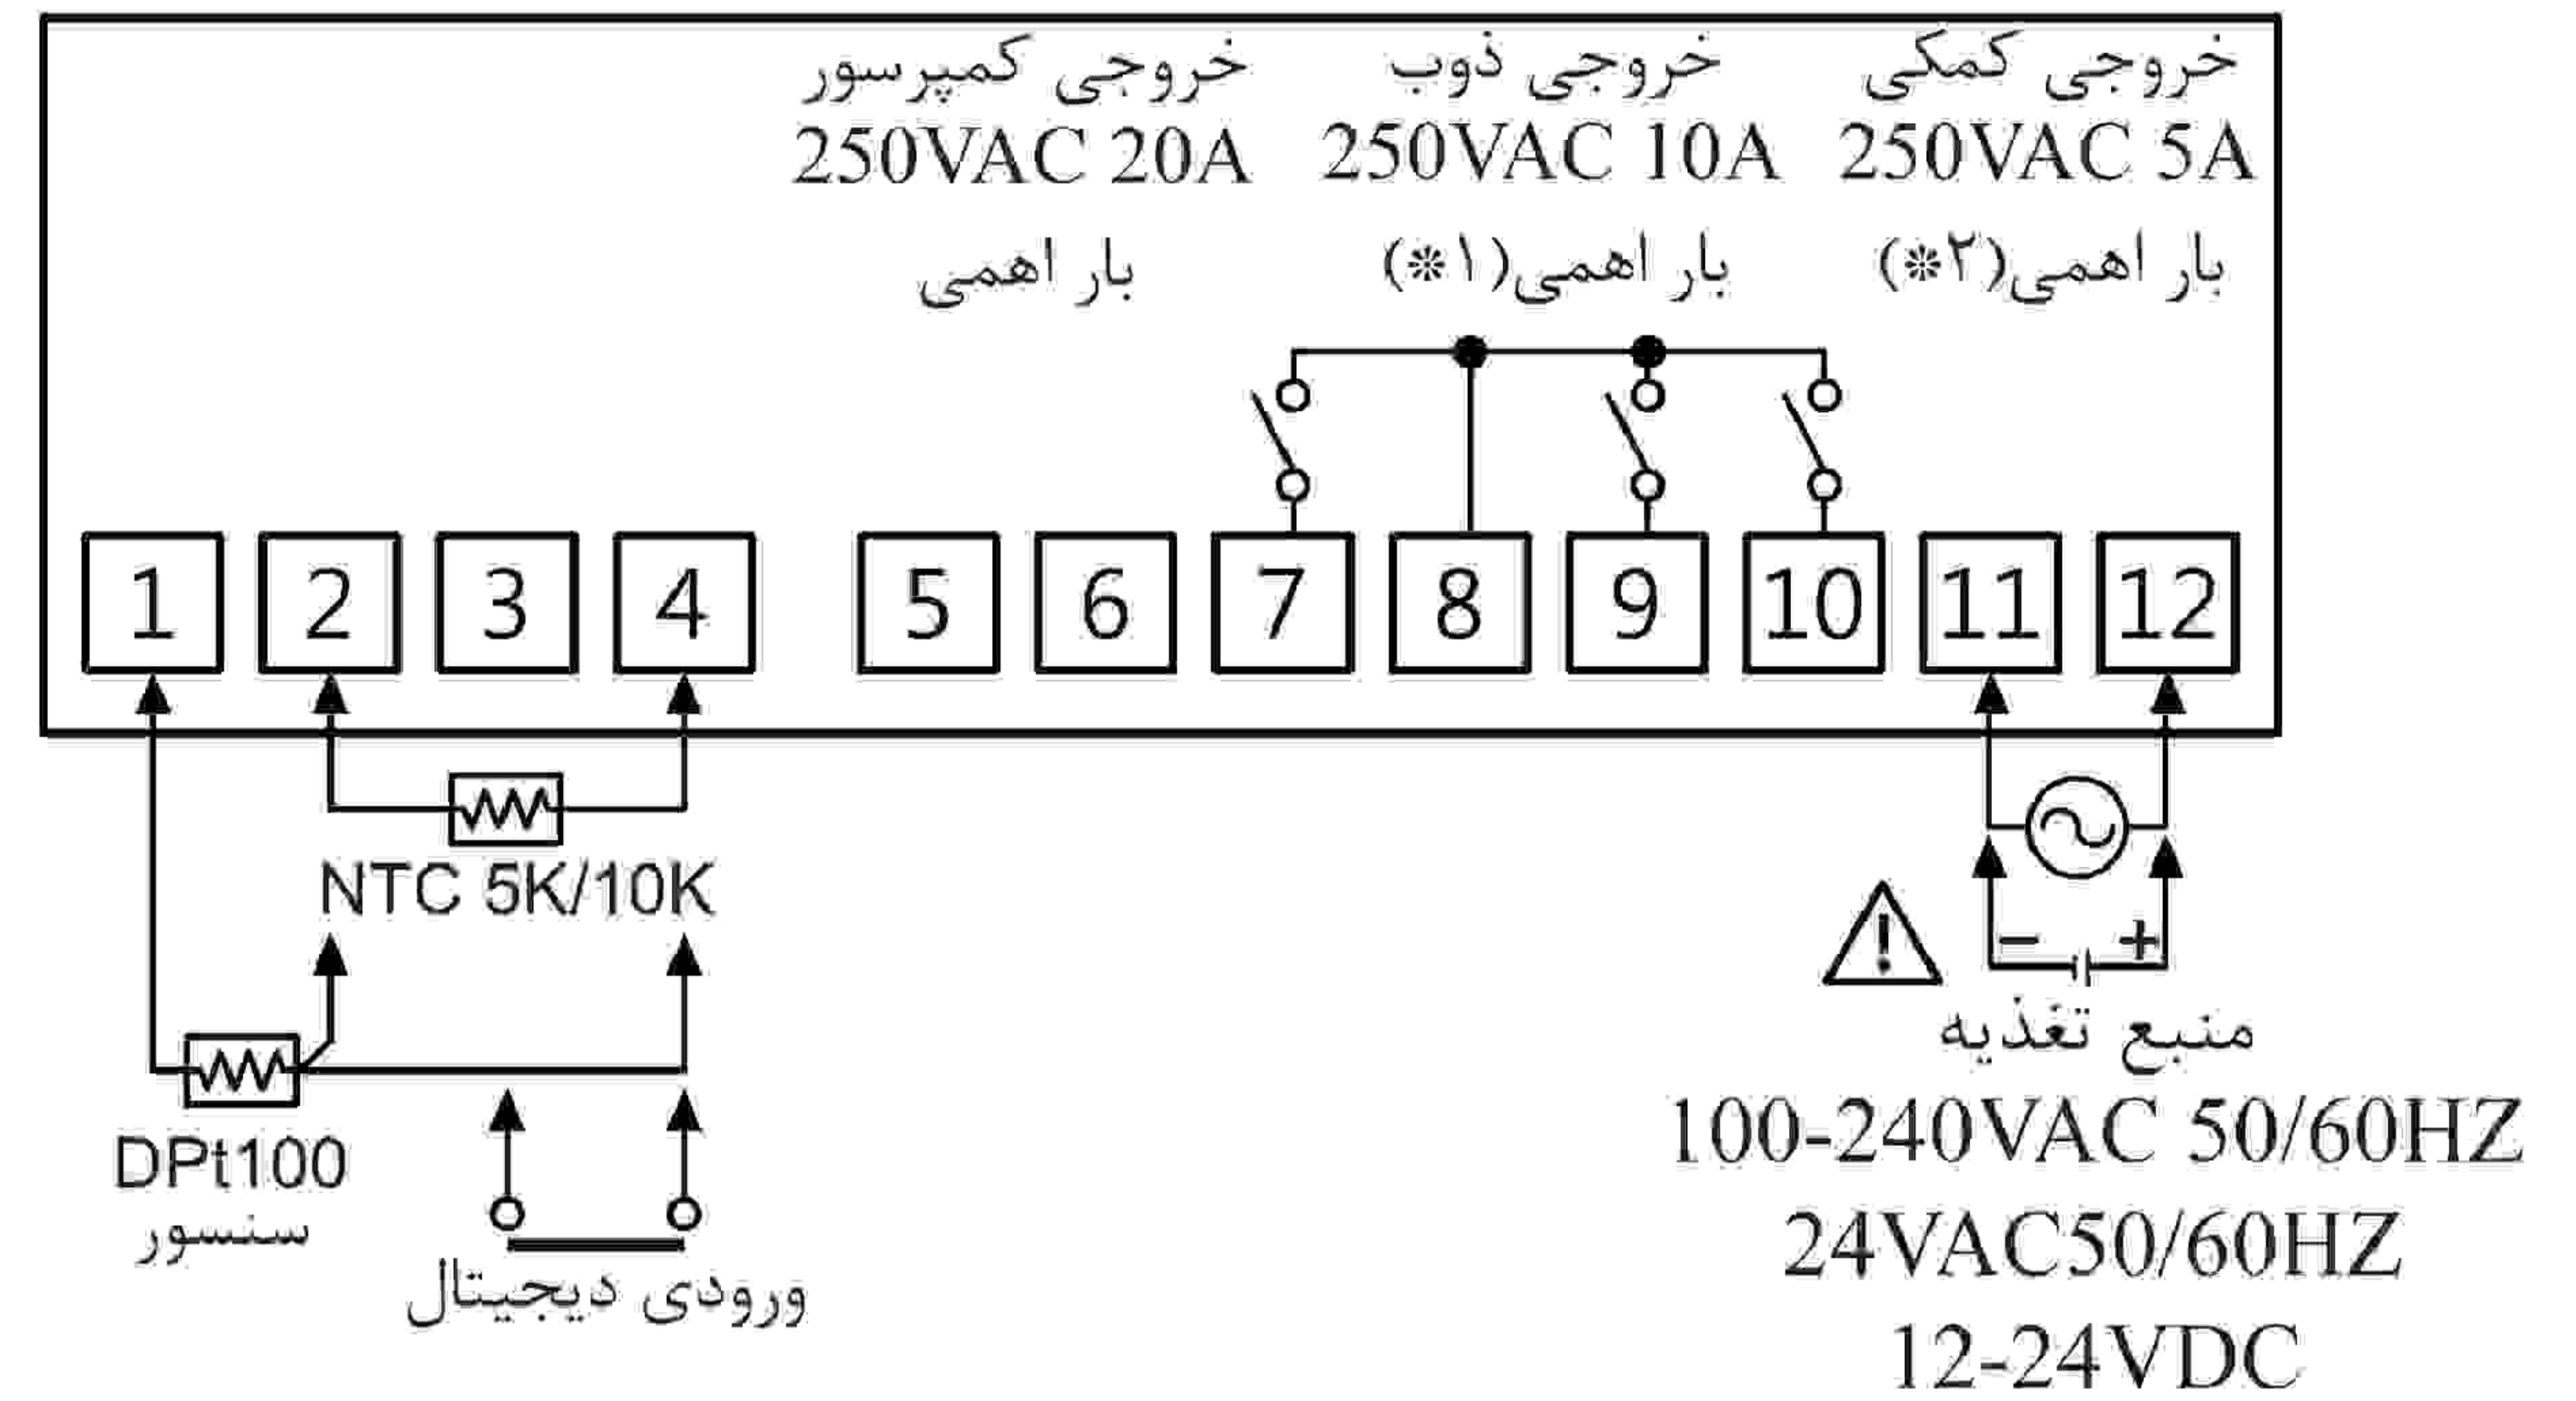 خروجی کمپرسور
250VAC 20A
بار اهمی
خروجی ذوب
250VAC 10A
بار اهمی(۱*)
خروجی کمکی
250VAC 5A
بار اهمی(۲*)
1 2 3 4 5 6 7 8 9 10 11 12
NTC 5K/10K
DPt100
سنسور
ورودی دیجیتال
!
− +
منبع تغذیه
100-240VAC 50/60HZ
24VAC50/60HZ
12-24VDC